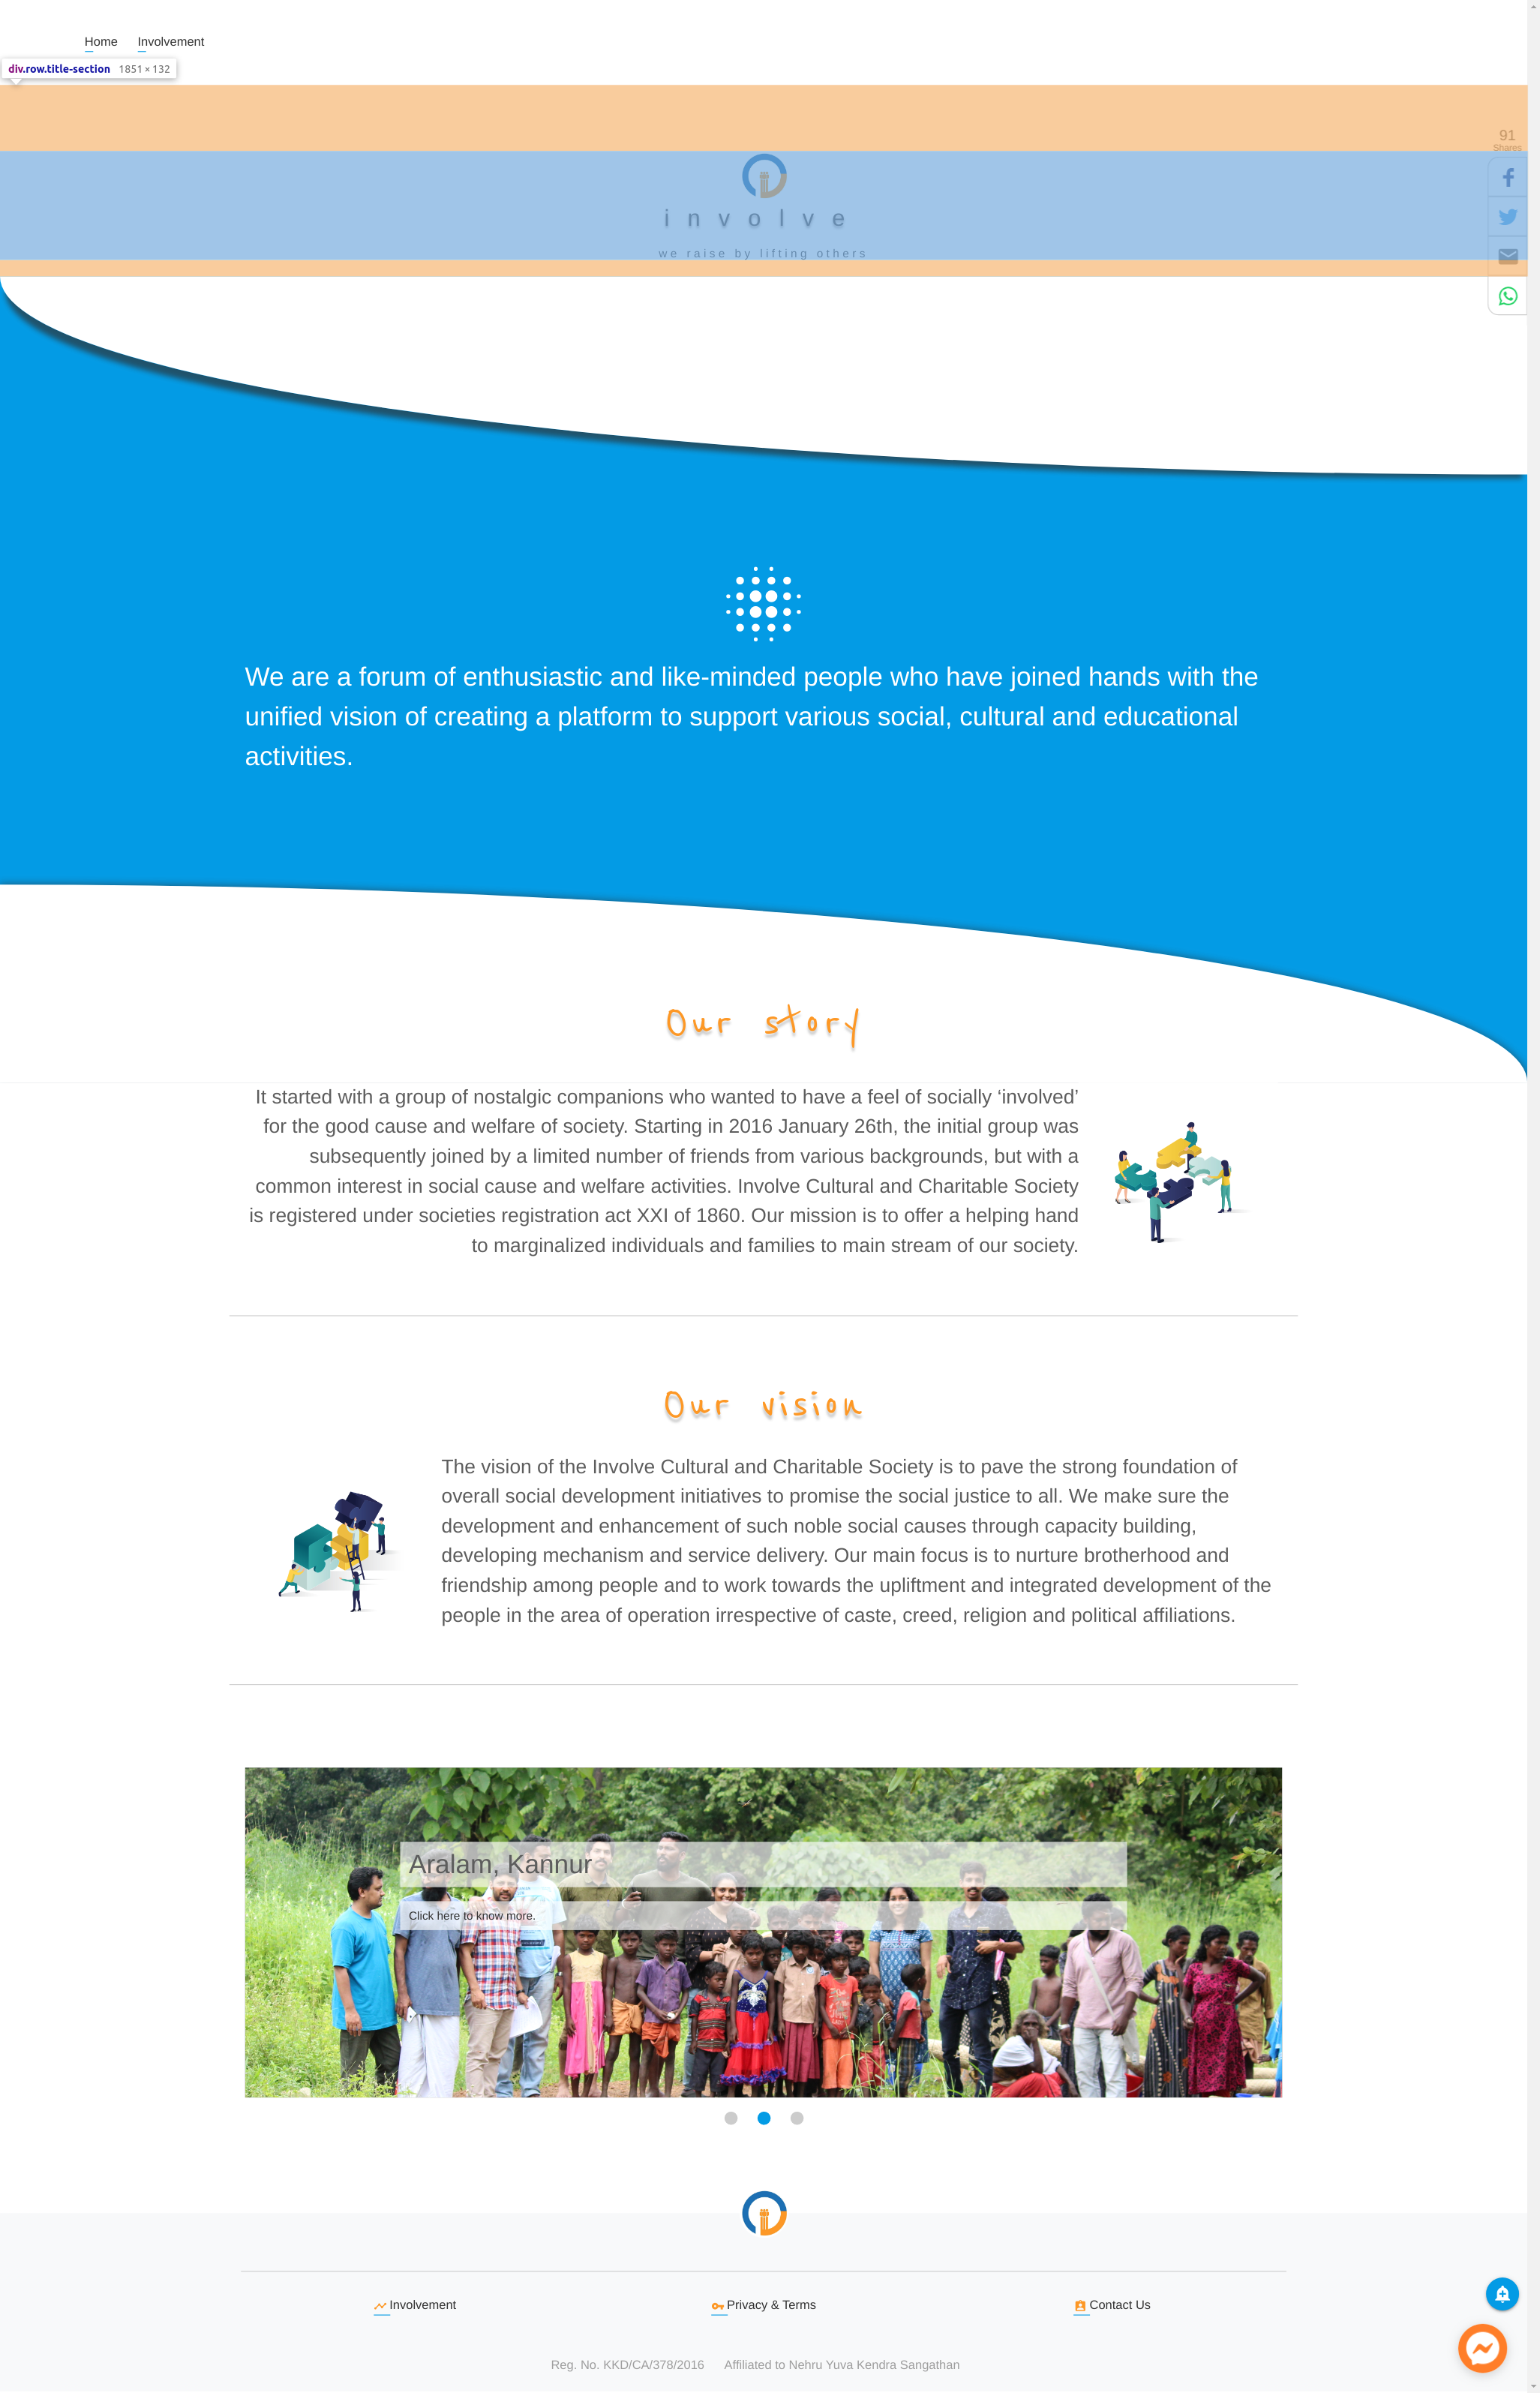 Home Involvement
div.row.title-section 1851 × 132
91
Shares
involve
we raise by lifting others
We are a forum of enthusiastic and like-minded people who have joined hands with the
unified vision of creating a platform to support various social, cultural and educational
activities.
Our story
It started with a group of nostalgic companions who wanted to have a feel of socially ‘involved’
for the good cause and welfare of society. Starting in 2016 January 26th, the initial group was
subsequently joined by a limited number of friends from various backgrounds, but with a
common interest in social cause and welfare activities. Involve Cultural and Charitable Society
is registered under societies registration act XXI of 1860. Our mission is to offer a helping hand
to marginalized individuals and families to main stream of our society.
Our vision
The vision of the Involve Cultural and Charitable Society is to pave the strong foundation of
overall social development initiatives to promise the social justice to all. We make sure the
development and enhancement of such noble social causes through capacity building,
developing mechanism and service delivery. Our main focus is to nurture brotherhood and
friendship among people and to work towards the upliftment and integrated development of the
people in the area of operation irrespective of caste, creed, religion and political affiliations.
Aralam, Kannur
Click here to know more.
Involvement Privacy & Terms Contact Us
Reg. No. KKD/CA/378/2016 Affiliated to Nehru Yuva Kendra Sangathan